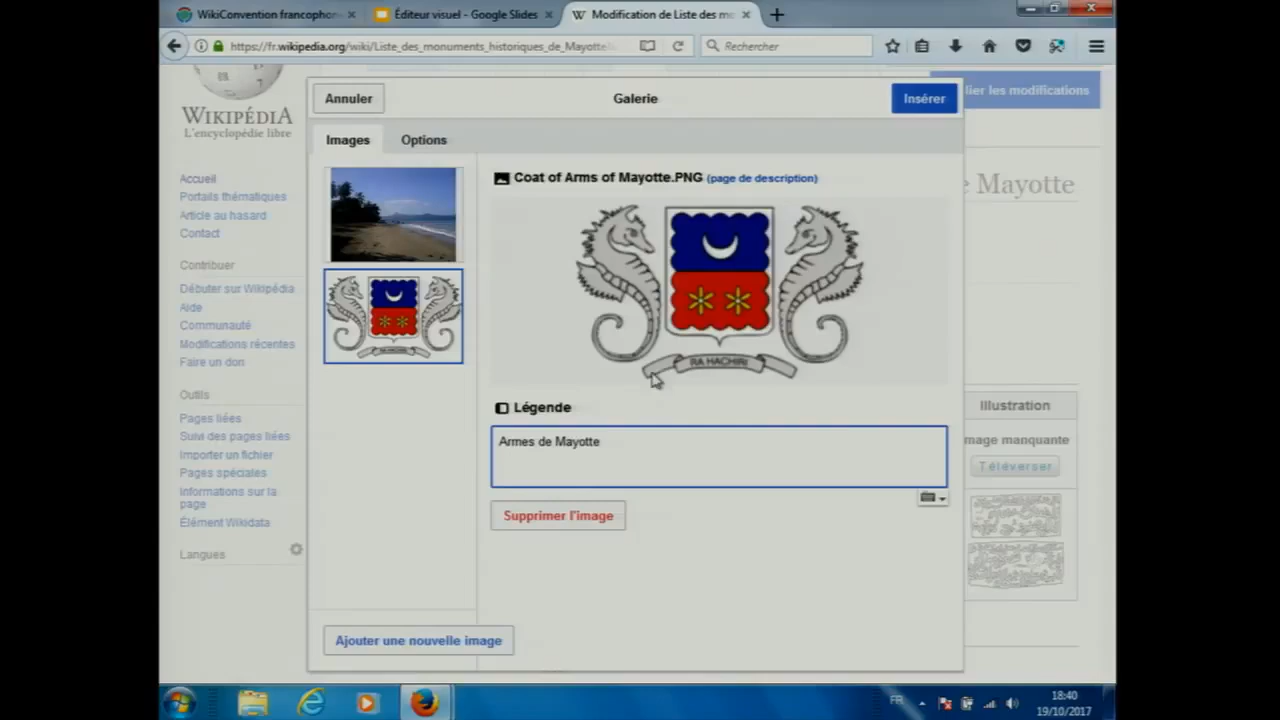 WikiConvention francophon
Éditeur visuel - Google Slides
Modification de Liste des mo
https://fr.wikipedia.org/wiki/Liste_des_monuments_historiques_de_Mayotte
Rechercher
Annuler
Galerie
Insérer
lier les modifications
WIKIPÉDIA
L'encyclopédie libre
Images
Options
Accueil
Portails thématiques
Article au hasard
Contact
Contribuer
Débuter sur Wikipédia
Aide
Communauté
Modifications récentes
Faire un don
Outils
Pages liées
Suivi des pages liées
Importer un fichier
Pages spéciales
Informations sur la
page
Élément Wikidata
Langues
Coat of Arms of Mayotte.PNG (page de description)
RA HACHIRI
Légende
Armes de Mayotte
Supprimer l'image
Ajouter une nouvelle image
e Mayotte
Illustration
mage manquante
Téléverser
FR
18:40
19/10/2017